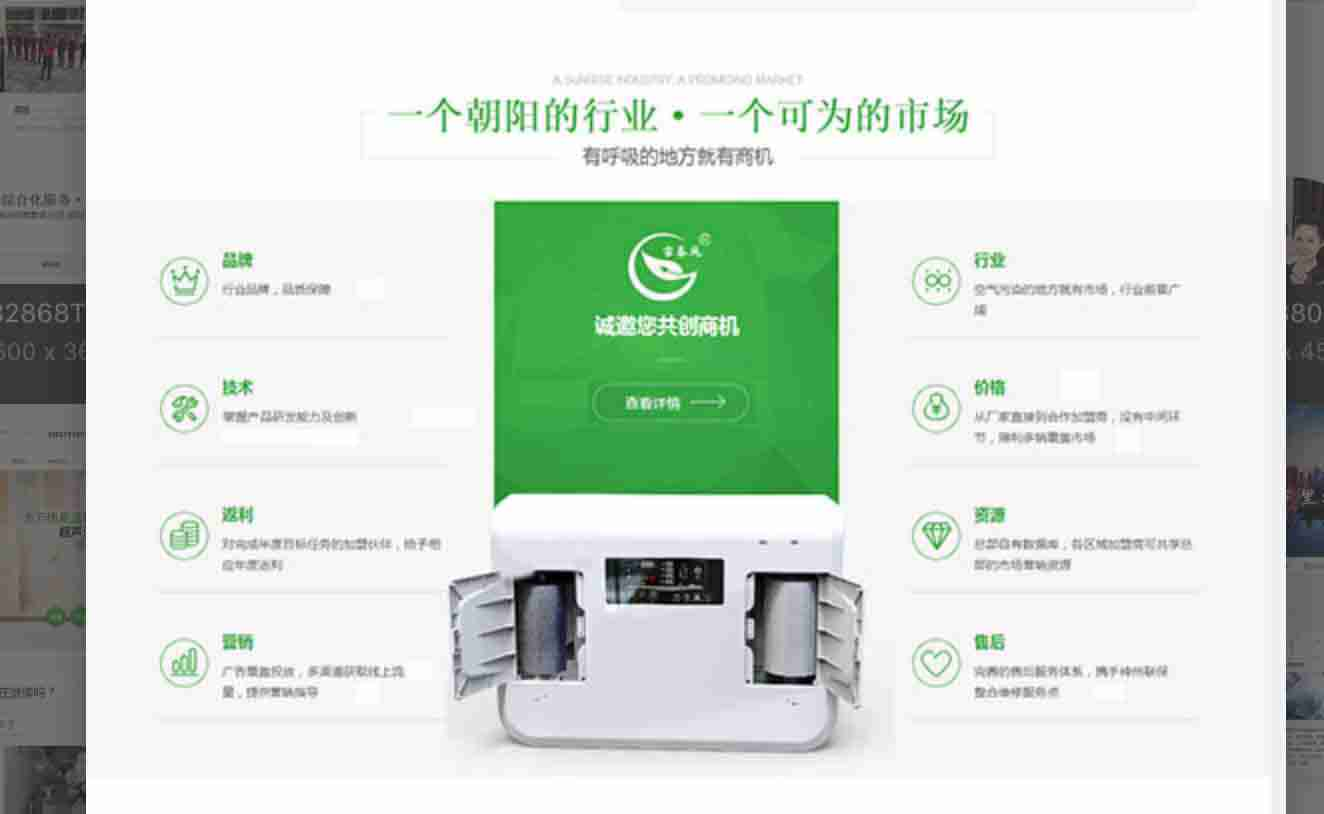 A SUNRISE INDUSTRY, A PROMOING MARKET
一个朝阳的行业·一个可为的市场
有呼吸的地方就有商机
品牌
行业品牌，品质保障
技术
掌握产品研发能力及创新
返利
对完成年度目标任务的加盟伙伴，给予相
应年度返利
营销
广告覆盖投放，多渠道获取线上流
量，提供营销指导
诚邀您共创商机
查看详情
行业
空气污染的地方就有市场，行业前景广
阔
价格
从厂家直接到合作加盟商，没有中间环
节，薄利多销覆盖市场
资源
总部自有数据库，各区域加盟商可共享总
部的市场营销资源
售后
完善的售后服务体系，携手神州联保
整合维修服务点
综合化服务·
32868T
600 x 36
380
x 45